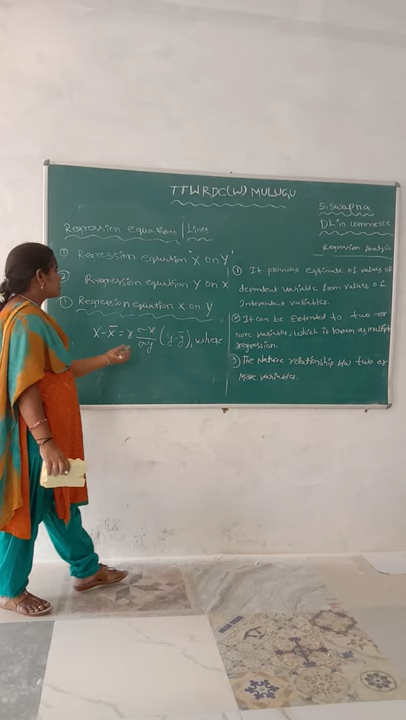 TTWRDC(W) MULUGU
S.Swapna
DL in commerce
Regression Analysis
Regression equations | Lines
① Regression equation X on Y
② Regression equation Y on X
① Regression equation X on Y
X - X̄ = r σx/σy (y - ȳ), where
① It provides estimate of values of
dependent variable from values of
Independent variables.
② It can be Extended to two or
more variables, which is known as multiple
regression.
③ The Nature relationship b/w two or
More variables.